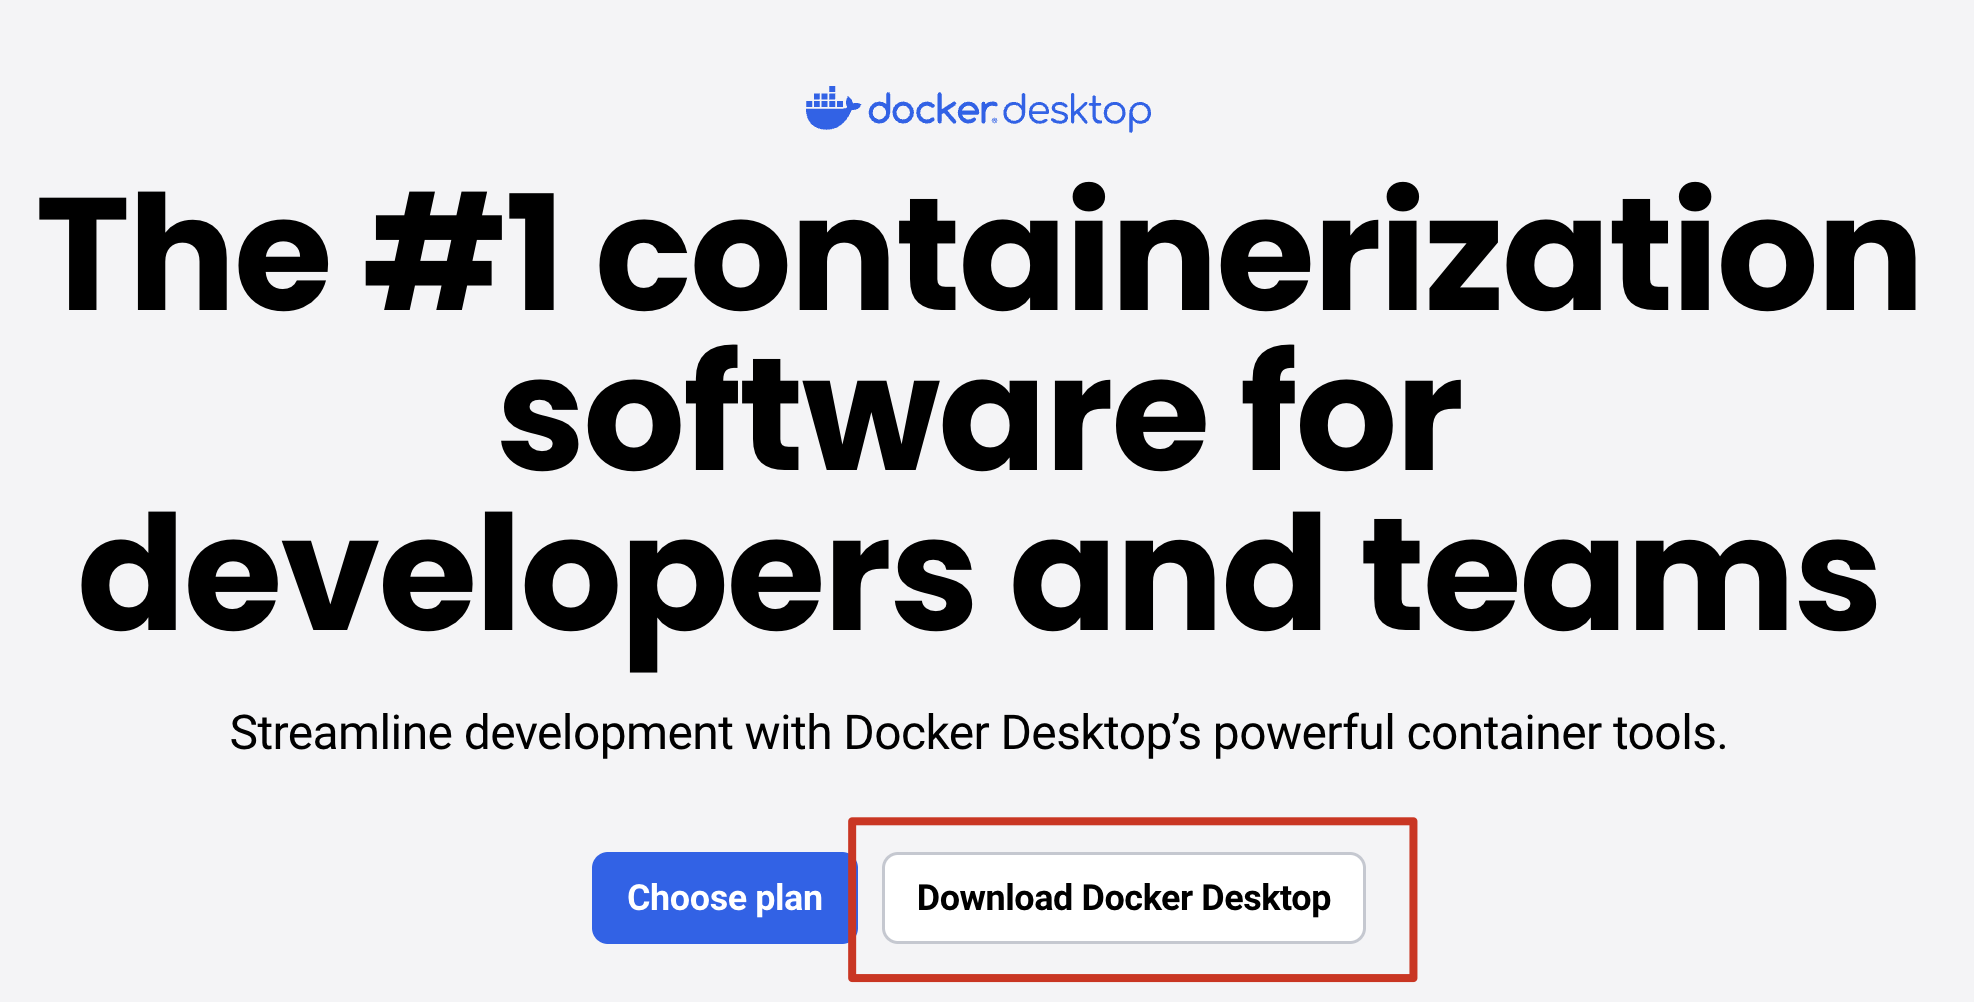 docker® desktop
The #1 containerization
software for
developers and teams
Streamline development with Docker Desktop’s powerful container tools.
Choose plan
Download Docker Desktop